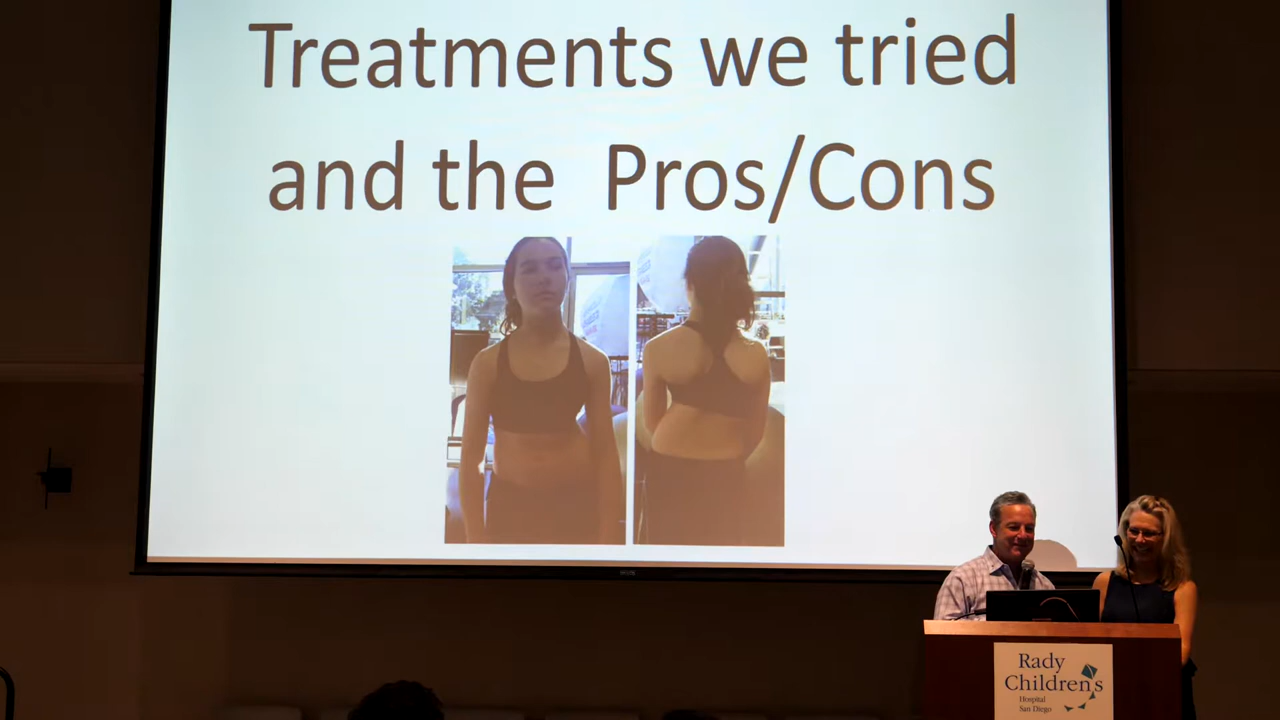 Treatments we tried
and the Pros/Cons
Rady
Children's
Hospital
San Diego